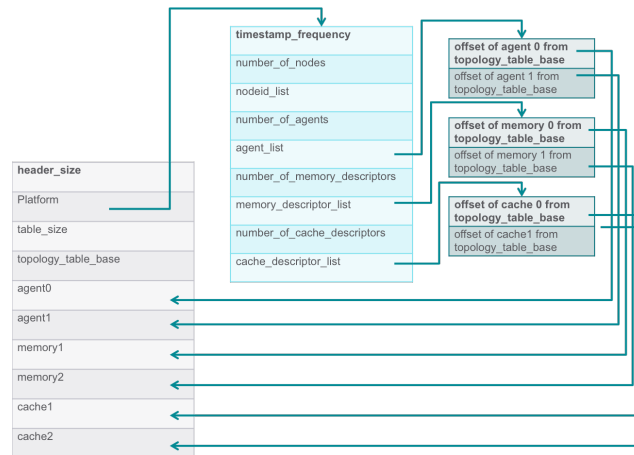 timestamp_frequency
number_of_nodes
nodeid_list
number_of_agents
agent_list
number_of_memory_descriptors
memory_descriptor_list
number_of_cache_descriptors
cache_descriptor_list
offset of agent 0 from
topology_table_base
offset of agent 1 from
topology_table_base
offset of memory 0 from
topology_table_base
offset of memory 1 from
topology_table_base
offset of cache 0 from
topology_table_base
offset of cache1 from
topology_table_base
header_size
Platform
table_size
topology_table_base
agent0
agent1
memory1
memory2
cache1
cache2